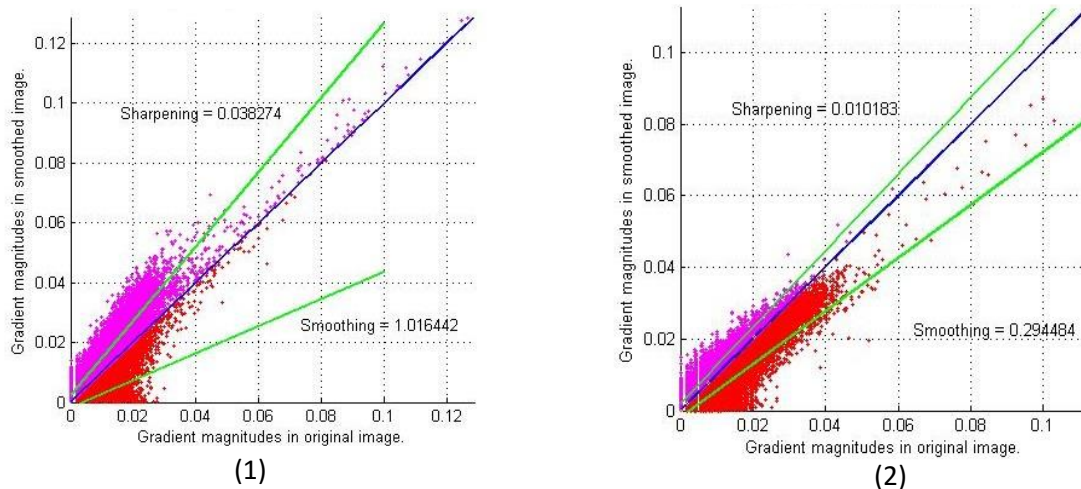 0.12
0.1
0.08
0.06
0.04
0.02
0
Gradient magnitudes in smoothed image.
Sharpening = 0.038274
Smoothing = 1.016442
0 0.02 0.04 0.06 0.08 0.1 0.12
Gradient magnitudes in original image.
(1)
0.1
0.08
0.06
0.04
0.02
0
Gradient magnitudes in smoothed image.
Sharpening = 0.010183
Smoothing = 0.294484
0 0.02 0.04 0.06 0.08 0.1
Gradient magnitudes in original image.
(2)